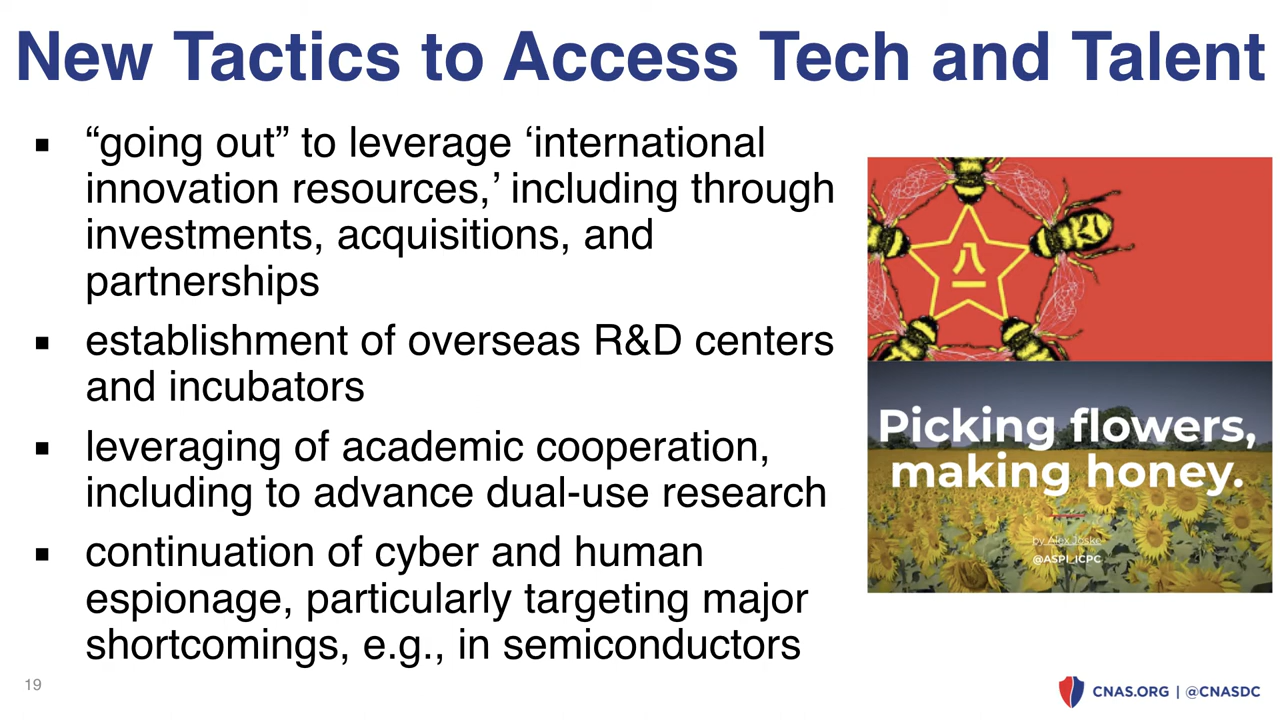 New Tactics to Access Tech and Talent
▪ “going out” to leverage ‘international
innovation resources,’ including through
investments, acquisitions, and
partnerships
▪ establishment of overseas R&D centers
and incubators
▪ leveraging of academic cooperation,
including to advance dual-use research
▪ continuation of cyber and human
espionage, particularly targeting major
shortcomings, e.g., in semiconductors
八一
Picking flowers,
making honey.
by Alex Joske
@ASPI_ICPC
19
CNAS.ORG | @CNASDC